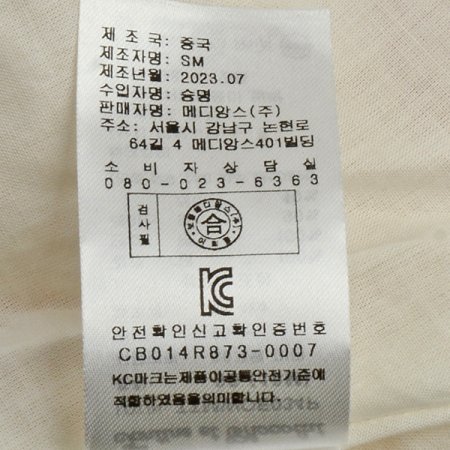 제조국: 중국
제조자명: SM
제조년월: 2023.07
수입자명: 승명
판매자명: 메디앙스(주)
주소: 서울시 강남구 논현로
64길 4 메디앙스401빌딩
소비자상담실
080-023-6363
검사필
合
KC
안전확인신고확인증번호
CB014R873-0007
KC마크는제품이공통안전기준에
적합하였음을의미합니다.